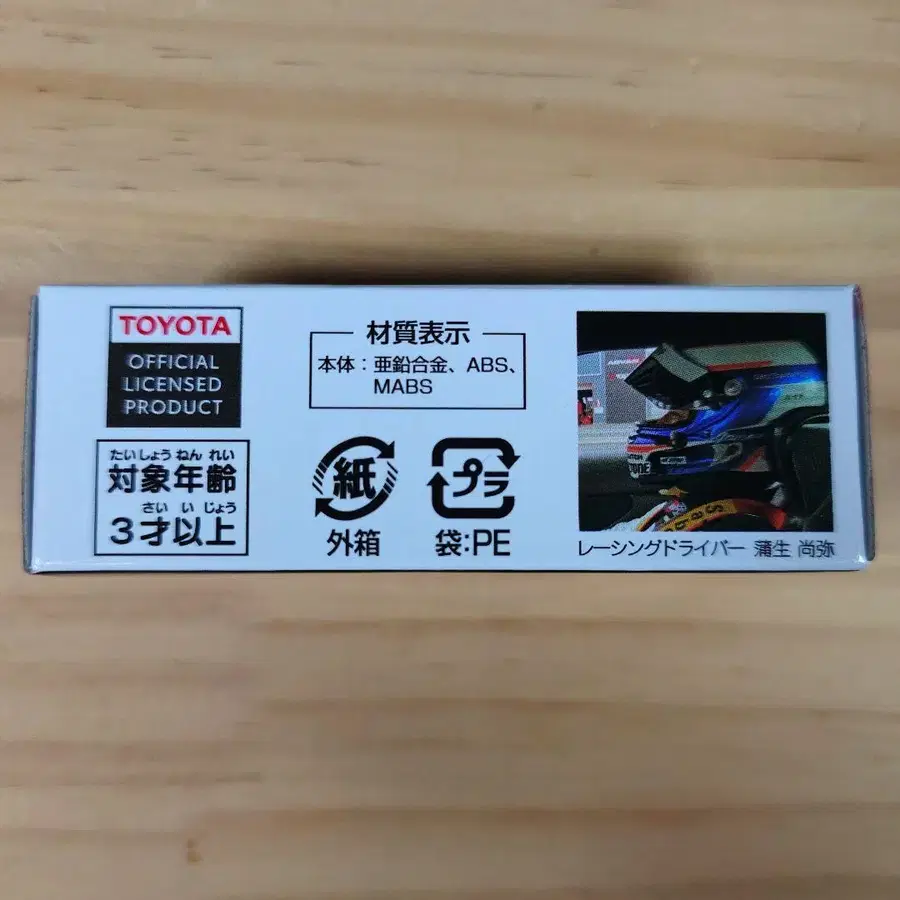 TOYOTA
OFFICIAL
LICENSED
PRODUCT
たいしょう ねん れい
対象年齢
さい い じょう
3才以上
材質表示
本体：亜鉛合金、ABS、
MABS
紙
外箱
プラ
袋:PE
ADVAN
レーシングドライバー 蒲生 尚弥